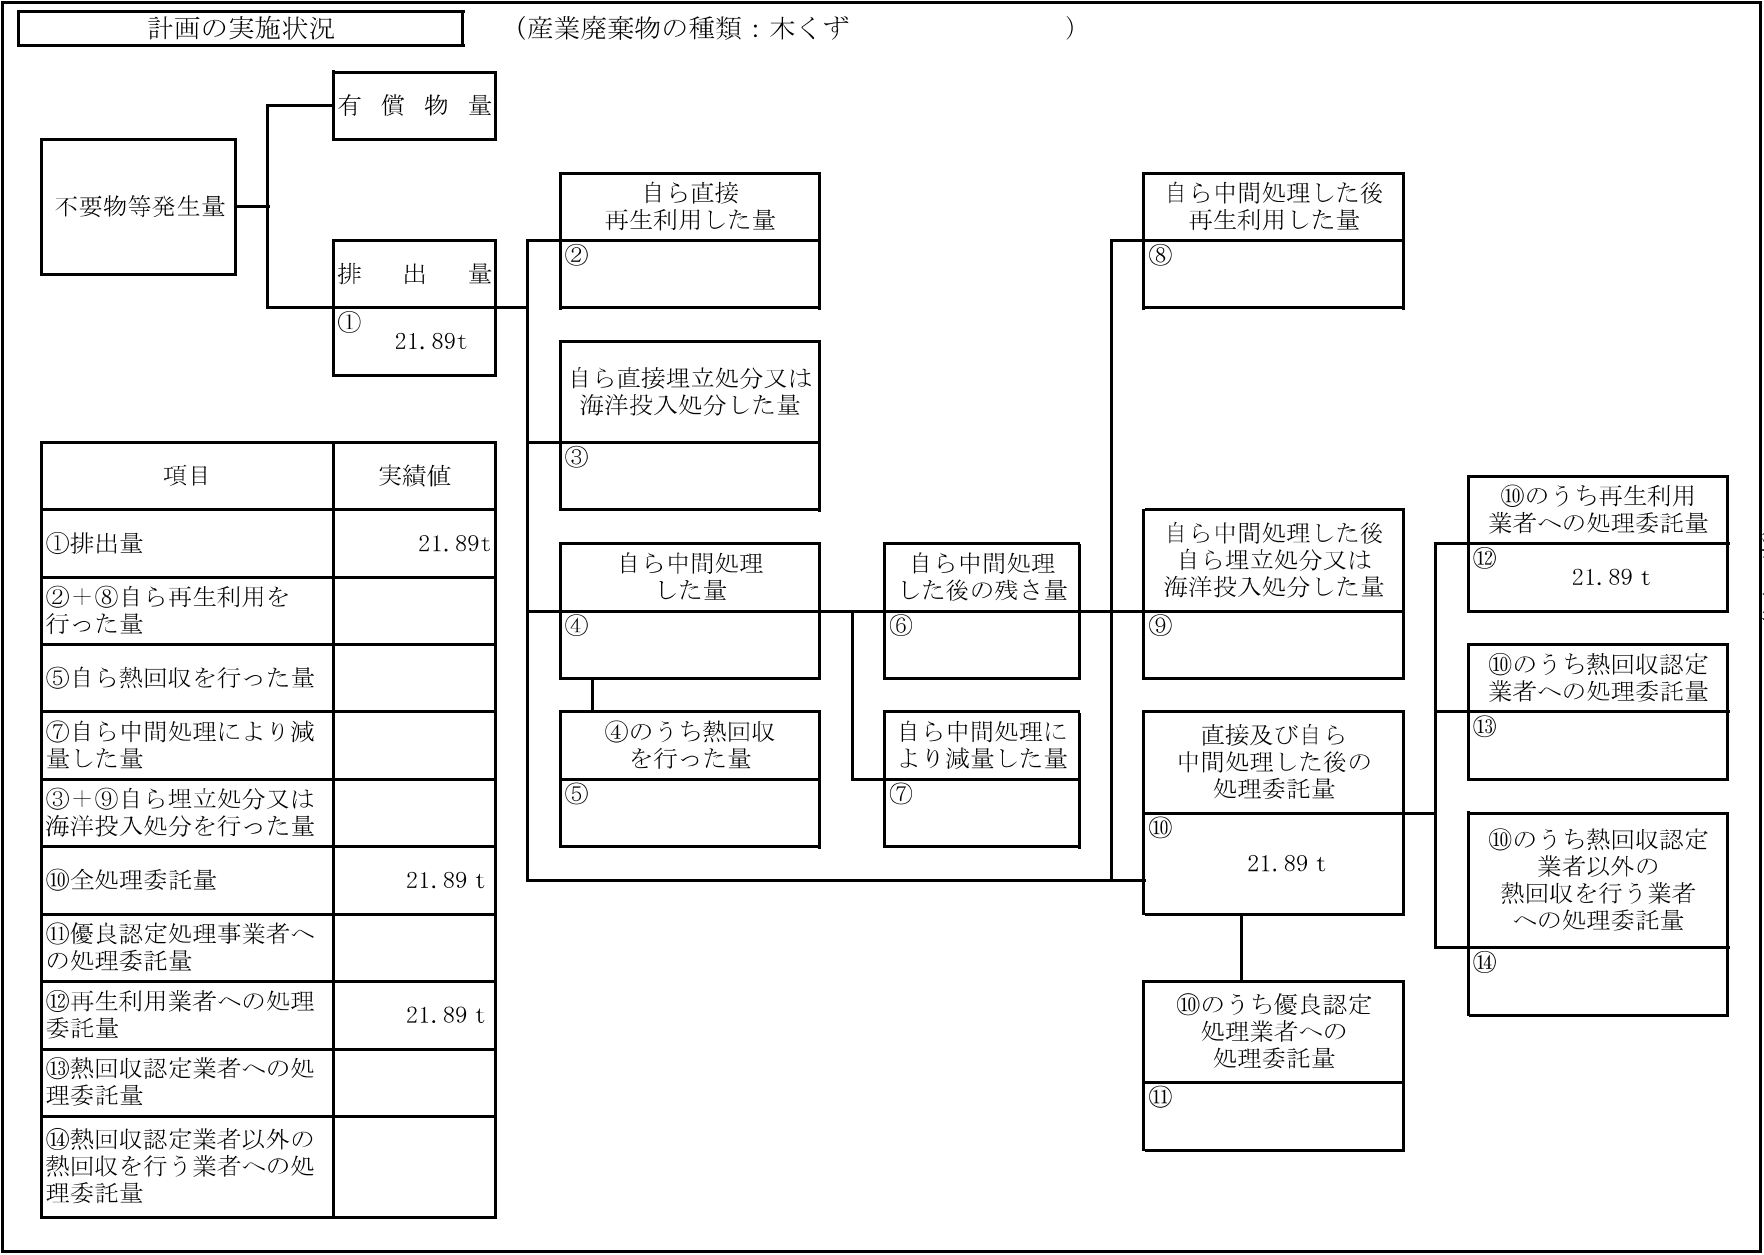 計画の実施状況
(産業廃棄物の種類：木くず　　　　　　　　)
有償物量
不要物等発生量
排出量
①
21.89t
自ら直接
再生利用した量
②
自ら直接埋立処分又は
海洋投入処分した量
③
自ら中間処理
した量
④
④のうち熱回収
を行った量
⑤
自ら中間処理
した後の残さ量
⑥
自ら中間処理に
より減量した量
⑦
自ら中間処理した後
再生利用した量
⑧
自ら中間処理した後
自ら埋立処分又は
海洋投入処分した量
⑨
直接及び自ら
中間処理した後の
処理委託量
⑩
21.89 t
⑩のうち優良認定
処理業者への
処理委託量
⑪
⑩のうち再生利用
業者への処理委託量
⑫
21.89 t
⑩のうち熱回収認定
業者への処理委託量
⑬
⑩のうち熱回収認定
業者以外の
熱回収を行う業者
への処理委託量
⑭
項目 実績値
①排出量 21.89t
②＋⑧自ら再生利用を
行った量
⑤自ら熱回収を行った量
⑦自ら中間処理により減
量した量
③＋⑨自ら埋立処分又は
海洋投入処分を行った量
⑩全処理委託量 21.89 t
⑪優良認定処理事業者へ
の処理委託量
⑫再生利用業者への処理
委託量 21.89 t
⑬熱回収認定業者への処
理委託量
⑭熱回収認定業者以外の
熱回収を行う業者への処
理委託量